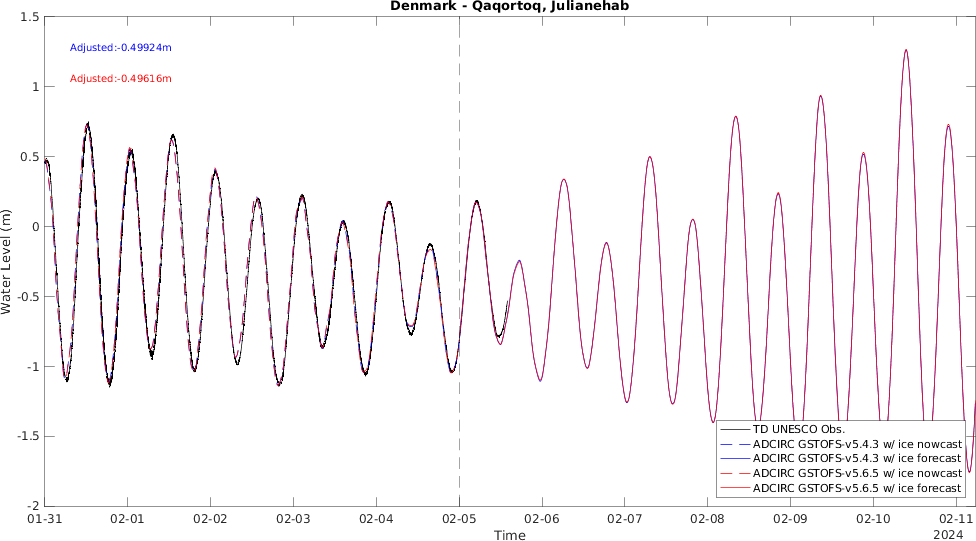 Denmark - Qaqortoq, Julianehab
Adjusted:-0.49924m
Adjusted:-0.49616m
Water Level (m)
1.5
1
0.5
0
-0.5
-1
-1.5
-2
TD UNESCO Obs.
ADCIRC GSTOFS-v5.4.3 w/ ice nowcast
ADCIRC GSTOFS-v5.4.3 w/ ice forecast
ADCIRC GSTOFS-v5.6.5 w/ ice nowcast
ADCIRC GSTOFS-v5.6.5 w/ ice forecast
01-31 02-01 02-02 02-03 02-04 02-05 02-06 02-07 02-08 02-09 02-10 02-11
Time
2024